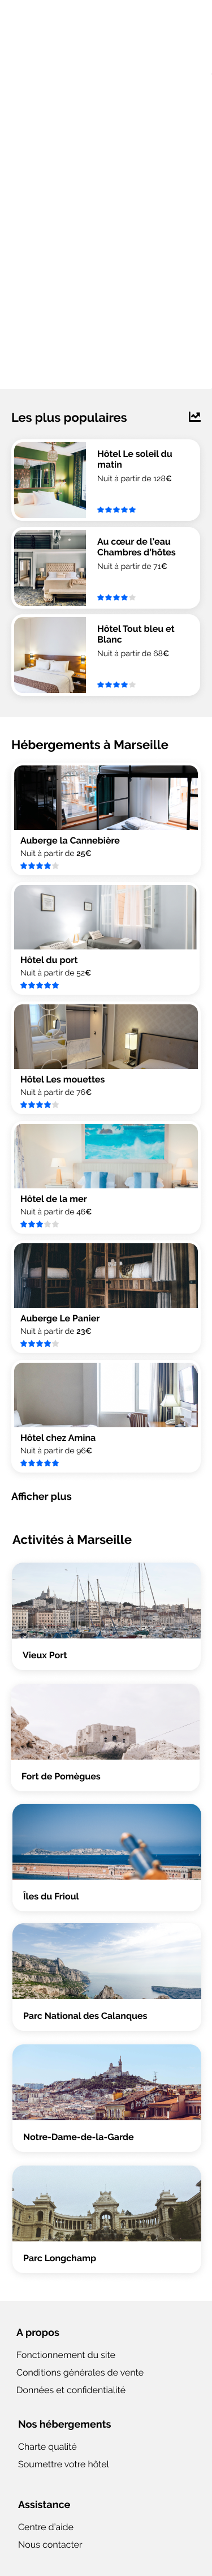 Les plus populaires
Hôtel Le soleil du
matin
Nuit à partir de 128€
Au cœur de l'eau
Chambres d'hôtes
Nuit à partir de 71€
Hôtel Tout bleu et
Blanc
Nuit à partir de 68€
Hébergements à Marseille
Auberge la Cannebière
Nuit à partir de 25€
Hôtel du port
Nuit à partir de 52€
Hôtel Les mouettes
Nuit à partir de 76€
Hôtel de la mer
Nuit à partir de 46€
Auberge Le Panier
Nuit à partir de 23€
Hôtel chez Amina
Nuit à partir de 96€
Afficher plus
Activités à Marseille
Vieux Port
Fort de Pomègues
Îles du Frioul
Parc National des Calanques
Notre-Dame-de-la-Garde
Parc Longchamp
A propos
Fonctionnement du site
Conditions générales de vente
Données et confidentialité
Nos hébergements
Charte qualité
Soumettre votre hôtel
Assistance
Centre d'aide
Nous contacter